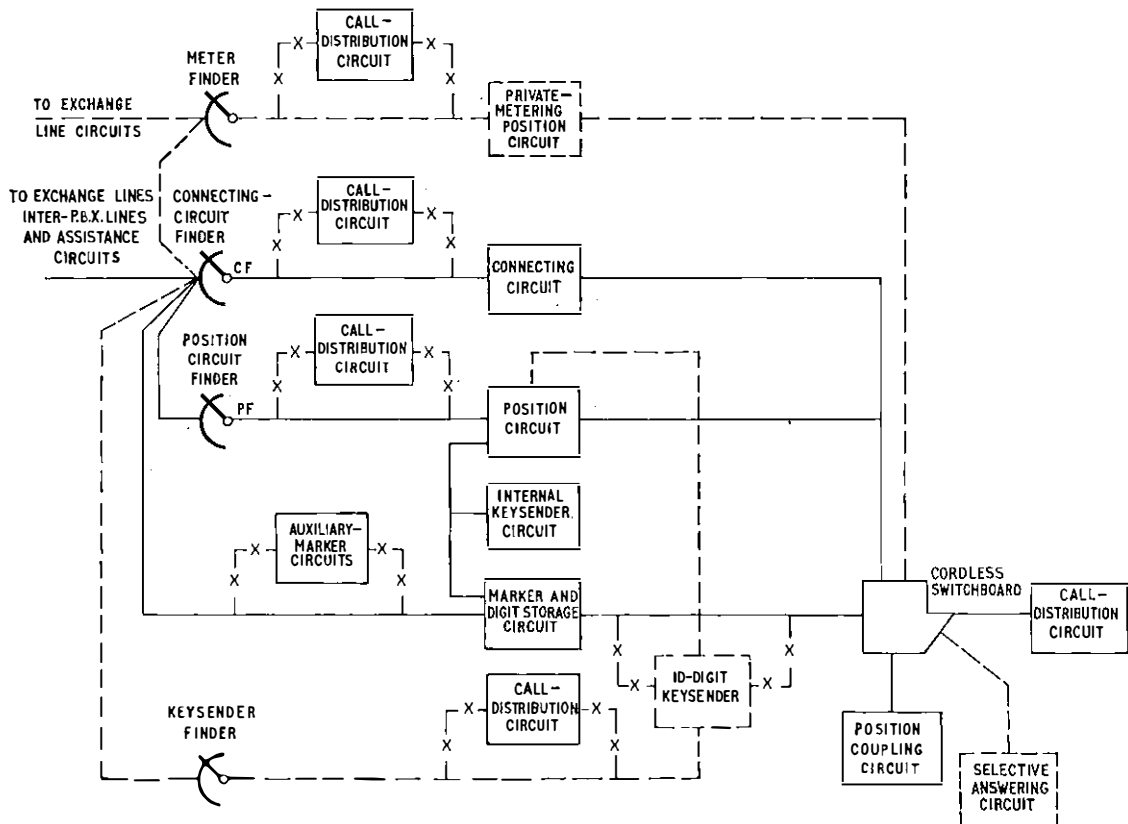 CALL-
DISTRIBUTION
CIRCUIT
METER
FINDER
X
X
X
X
TO EXCHANGE
LINE CIRCUITS
PRIVATE-
METERING
POSITION
CIRCUIT
TO EXCHANGE LINES
INTER-P.B.X. LINES
AND ASSISTANCE
CIRCUITS
CONNECTING-
CIRCUIT
FINDER
CF
CALL-
DISTRIBUTION
CIRCUIT
X
X
X
X
CONNECTING
CIRCUIT
POSITION
CIRCUIT
FINDER
PF
CALL-
DISTRIBUTION
CIRCUIT
X
X
X
X
POSITION
CIRCUIT
INTERNAL
KEYSENDER.
CIRCUIT
AUXILIARY-
MARKER
CIRCUITS
X
X
X
X
MARKER AND
DIGIT STORAGE
CIRCUIT
CORDLESS
SWITCHBOARD
CALL-
DISTRIBUTION
CIRCUIT
X
X
X
X
10-DIGIT
KEYSENDER
KEYSENDER
FINDER
CALL-
DISTRIBUTION
CIRCUIT
X
X
X
X
POSITION
COUPLING
CIRCUIT
SELECTIVE
ANSWERING
CIRCUIT